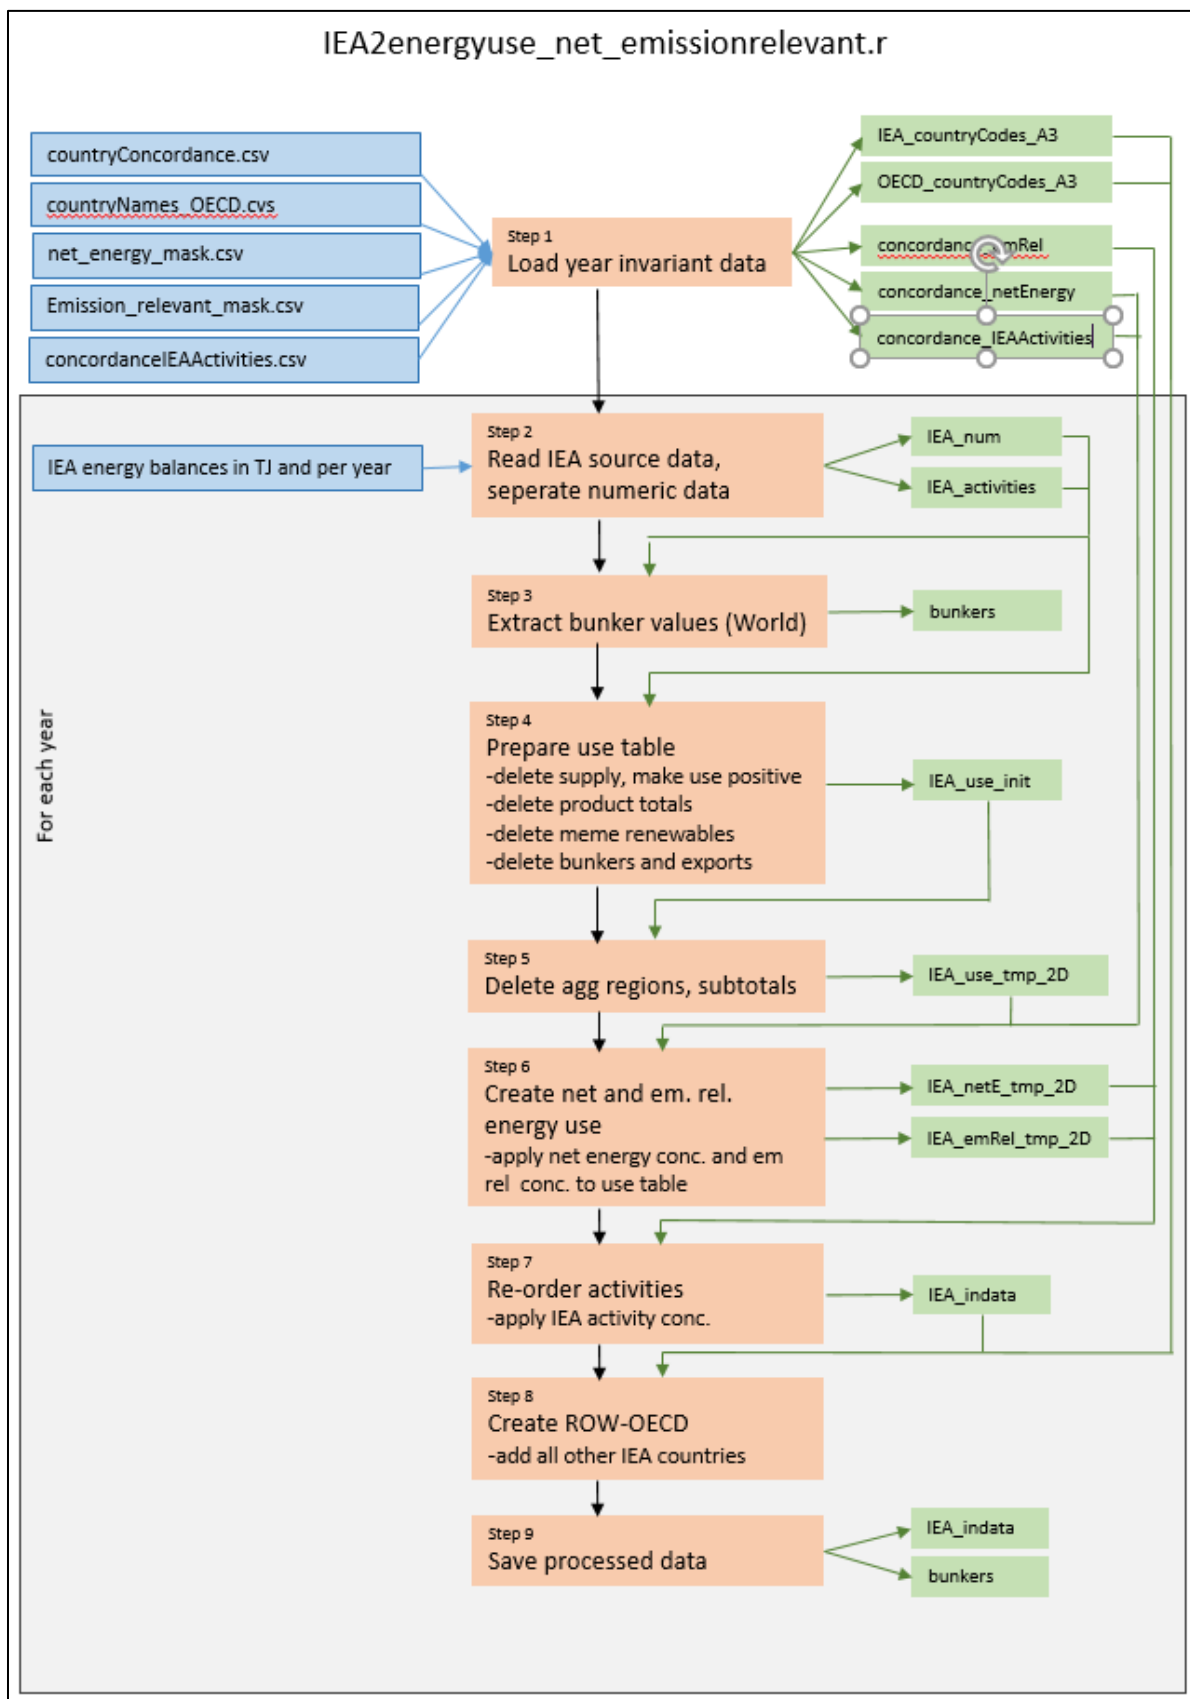 IEA2energyuse_net_emissionrelevant.r
countryConcordance.csv
countryNames_OECD.cvs
net_energy_mask.csv
Emission_relevant_mask.csv
concordanceIEAActivities.csv
Step 1
Load year invariant data
IEA_countryCodes_A3
OECD_countryCodes_A3
concordanc mRel
concordance_netEnergy
concordance_IEAActivities
For each year
IEA energy balances in TJ and per year
Step 2
Read IEA source data,
seperate numeric data
IEA_num
IEA_activities
Step 3
Extract bunker values (World)
bunkers
Step 4
Prepare use table
-delete supply, make use positive
-delete product totals
-delete meme renewables
-delete bunkers and exports
IEA_use_init
Step 5
Delete agg regions, subtotals
IEA_use_tmp_2D
Step 6
Create net and em. rel.
energy use
-apply net energy conc. and em
rel conc. to use table
IEA_netE_tmp_2D
IEA_emRel_tmp_2D
Step 7
Re-order activities
-apply IEA activity conc.
IEA_indata
Step 8
Create ROW-OECD
-add all other IEA countries
Step 9
Save processed data
IEA_indata
bunkers